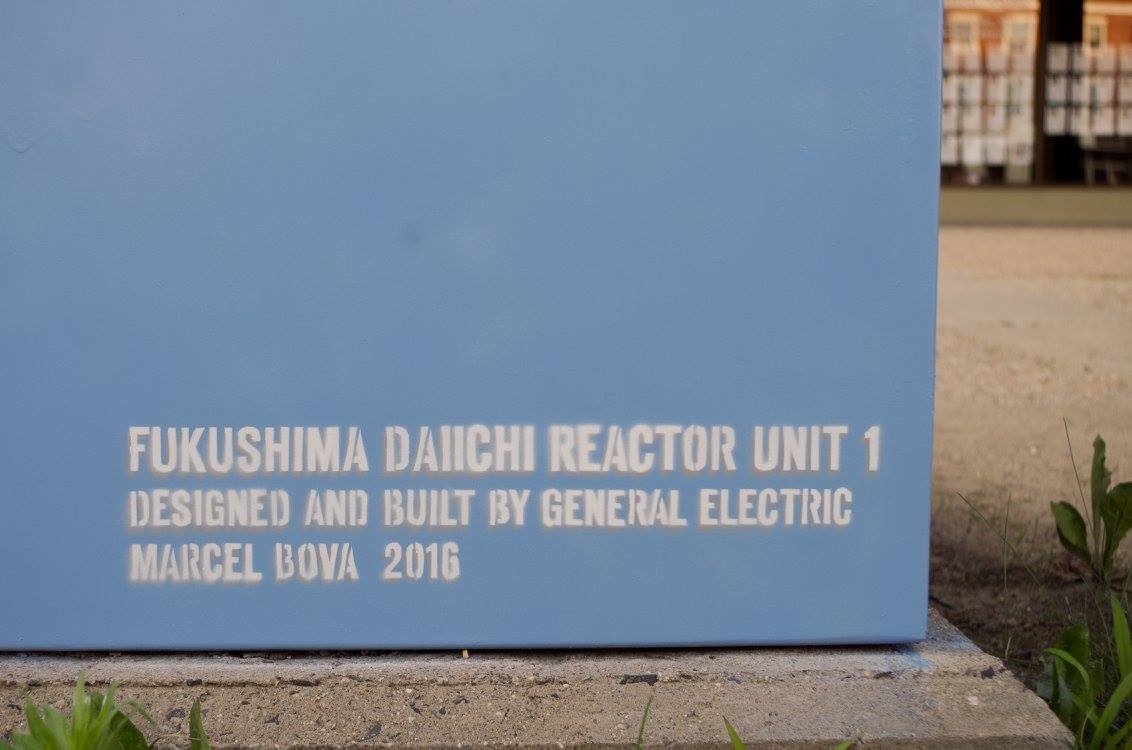 FUKUSHIMA DAIICHI REACTOR UNIT 1
DESIGNED AND BUILT BY GENERAL ELECTRIC
MARCEL BOVA 2016